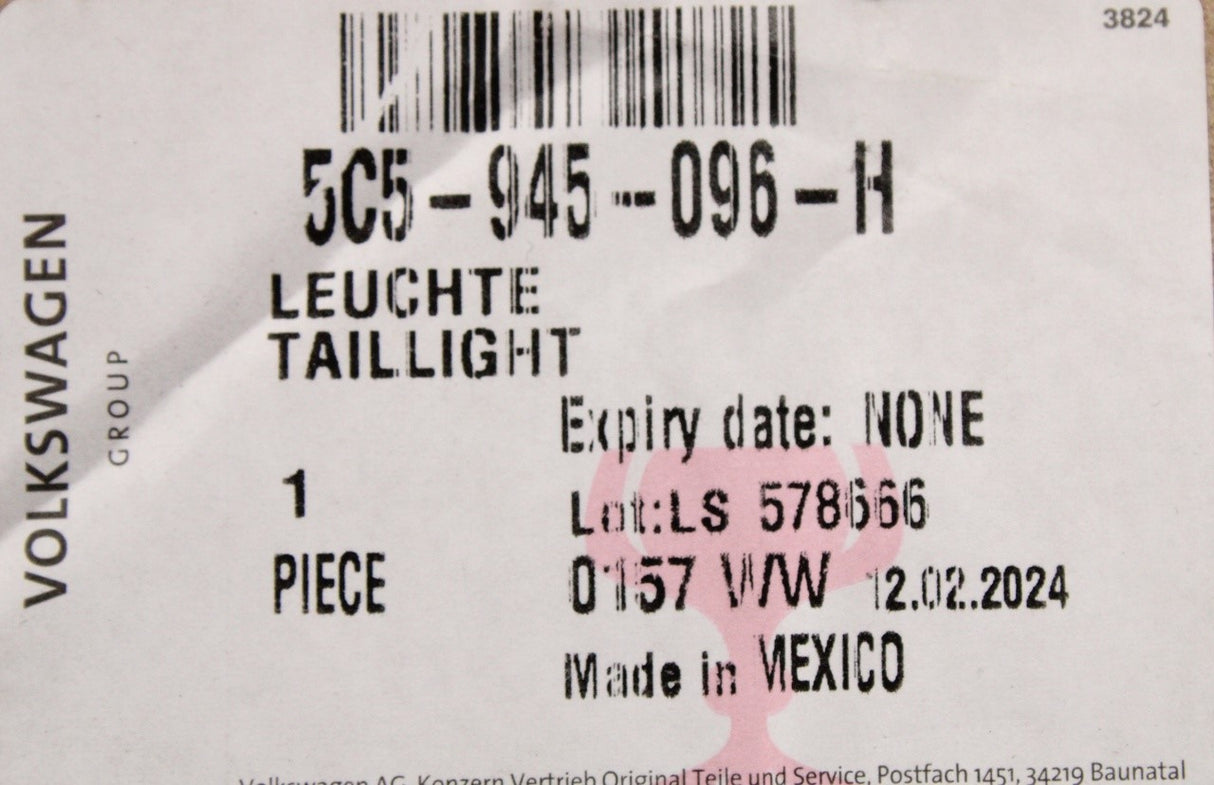 3824
5C5-945-096-H
LEUCHTE
TAILLIGHT
Expiry date: NONE
1
Lot:LS 578666
PIECE
0157 WW 12.02.2024
Made in MEXICO
VOLKSWAGEN
GROUP
Volkswagen AG, Konzern Vertrieb Original Teile und Service, Postfach 1451, 34219 Baunatal